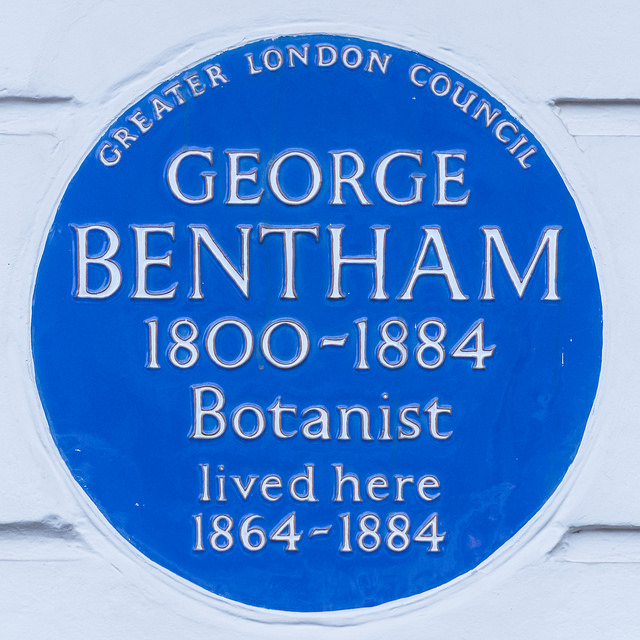 GREATER LONDON COUNCIL
GEORGE
BENTHAM
1800-1884
Botanist
lived here
1864-1884